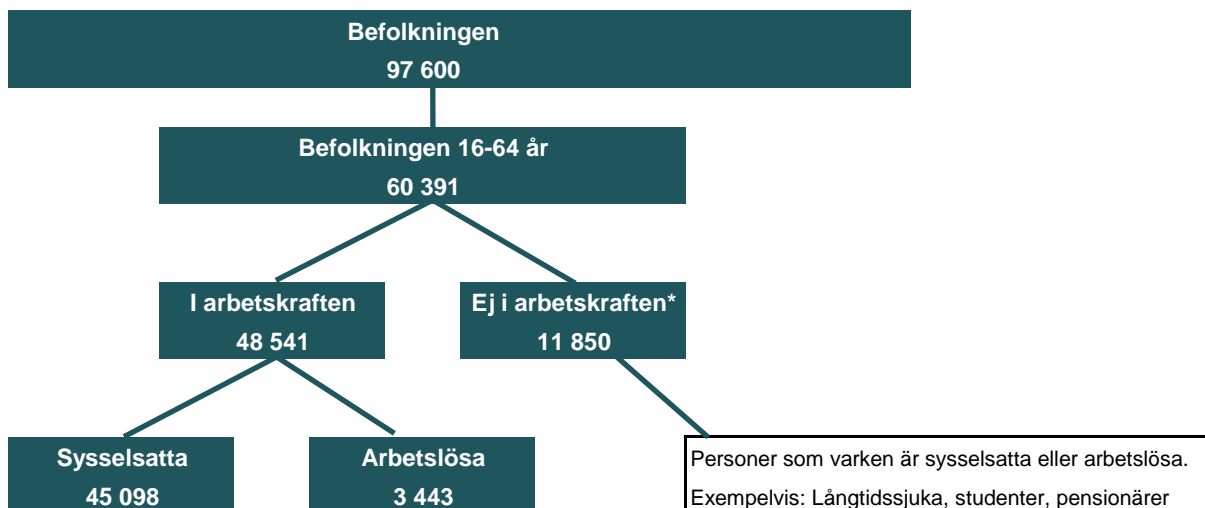 Befolkningen
97 600
Befolkningen 16-64 år
60 391
I arbetskraften
48 541
Ej i arbetskraften*
11 850
Sysselsatta
45 098
Arbetslösa
3 443
Personer som varken är sysselsatta eller arbetslösa.
Exempelvis: Långtidssjuka, studenter, pensionärer